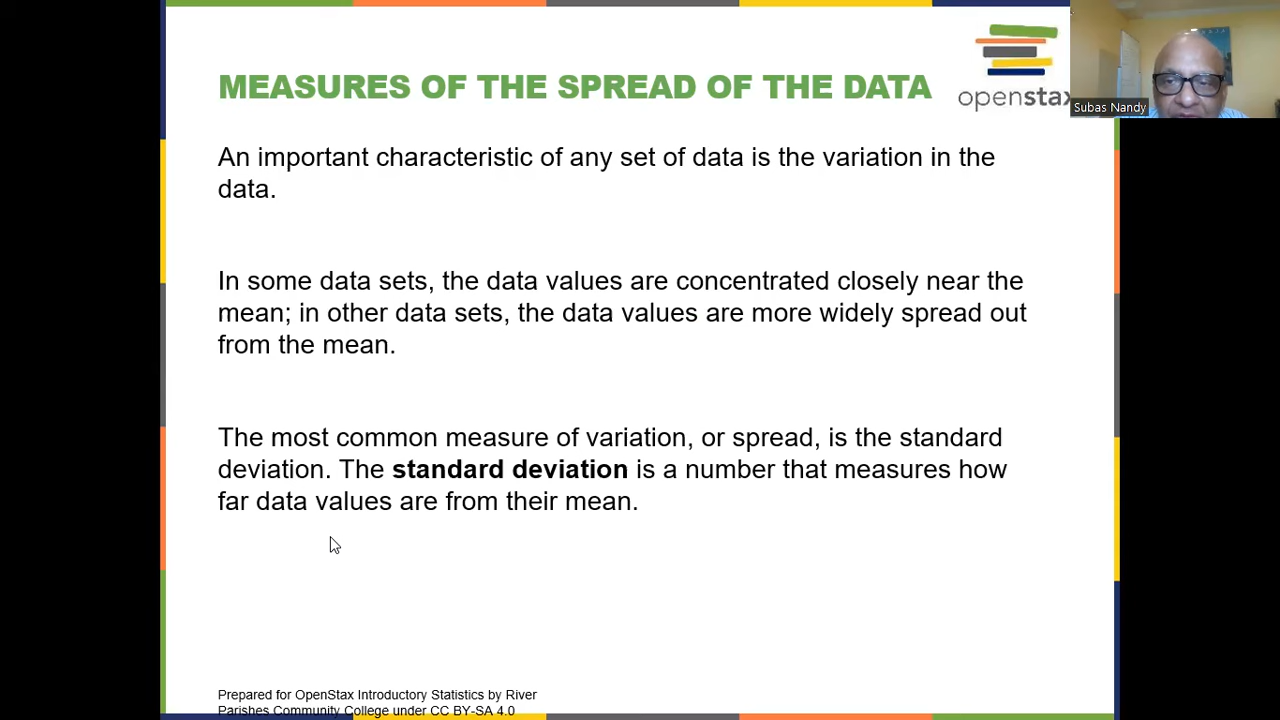 MEASURES OF THE SPREAD OF THE DATA
openstax
Subas Nandy
An important characteristic of any set of data is the variation in the
data.
In some data sets, the data values are concentrated closely near the
mean; in other data sets, the data values are more widely spread out
from the mean.
The most common measure of variation, or spread, is the standard
deviation. The standard deviation is a number that measures how
far data values are from their mean.
Prepared for OpenStax Introductory Statistics by River
Parishes Community College under CC BY-SA 4.0